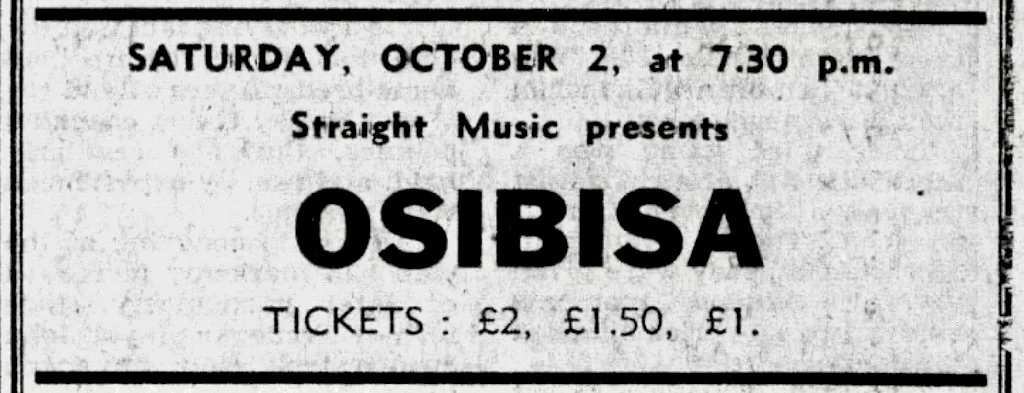 SATURDAY, OCTOBER 2, at 7.30 p.m.
Straight Music presents
OSIBISA
TICKETS : £2, £1.50, £1.